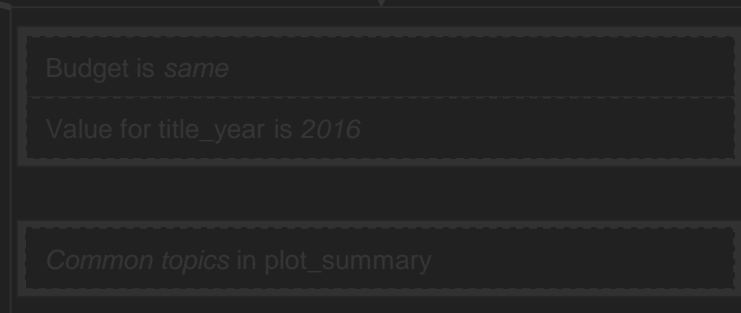 Budget is same
Value for title_year is 2016
Common topics in plot_summary